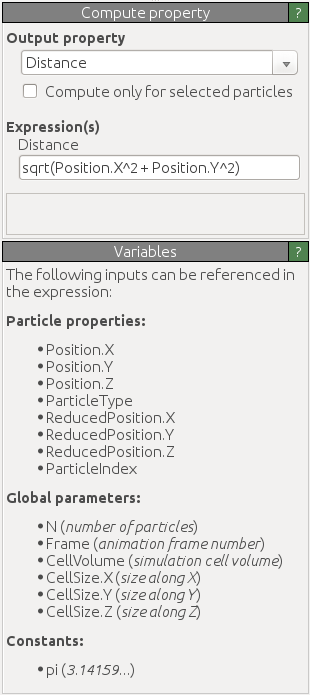 Compute property ?
Output property
Distance
Compute only for selected particles
Expression(s)
Distance
sqrt(Position.X^2 + Position.Y^2)
Variables ?
The following inputs can be referenced in
the expression:
Particle properties:
• Position.X
• Position.Y
• Position.Z
• ParticleType
• ReducedPosition.X
• ReducedPosition.Y
• ReducedPosition.Z
• ParticleIndex
Global parameters:
• N (number of particles)
• Frame (animation frame number)
• CellVolume (simulation cell volume)
• CellSize.X (size along X)
• CellSize.Y (size along Y)
• CellSize.Z (size along Z)
Constants:
• pi (3.14159...)